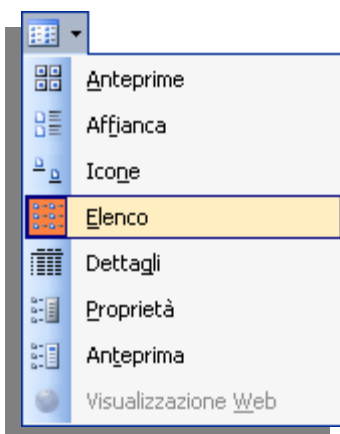 Anteprime
Affianca
Icone
Elenco
Dettagli
Proprietà
Anteprima
Visualizzazione Web